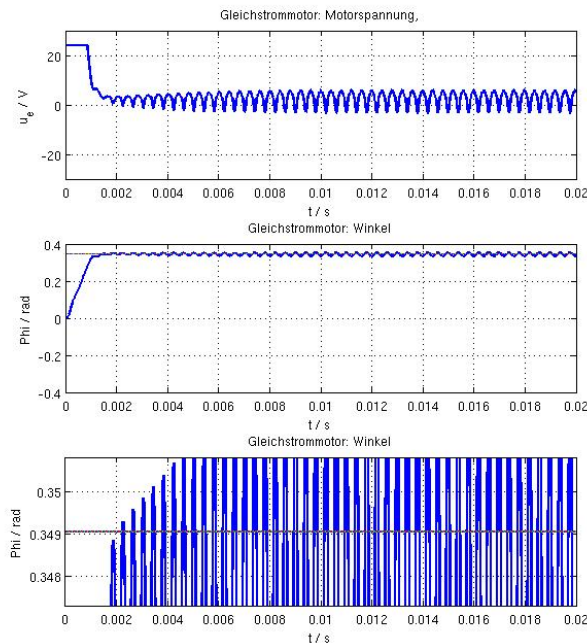 Gleichstrommotor: Motorspannung,
20
0
-20
u_e / V
0 0.002 0.004 0.006 0.008 0.01 0.012 0.014 0.016 0.018 0.02
t / s
Gleichstrommotor: Winkel
0.4
0.2
0
-0.2
-0.4
Phi / rad
0 0.002 0.004 0.006 0.008 0.01 0.012 0.014 0.016 0.018 0.02
t / s
Gleichstrommotor: Winkel
0.35
0.349
0.348
Phi / rad
0 0.002 0.004 0.006 0.008 0.01 0.012 0.014 0.016 0.018 0.02
t / s